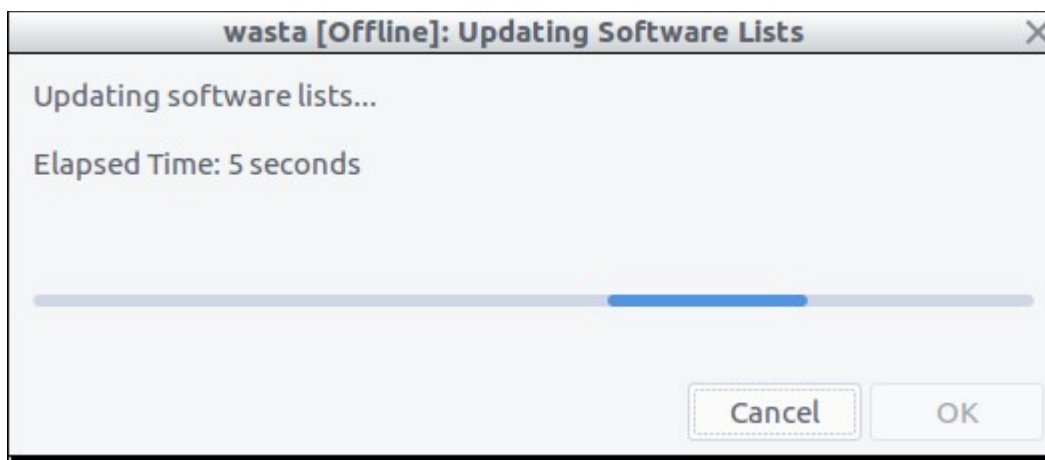 wasta [Offline]: Updating Software Lists
Updating software lists...
Elapsed Time: 5 seconds
Cancel OK